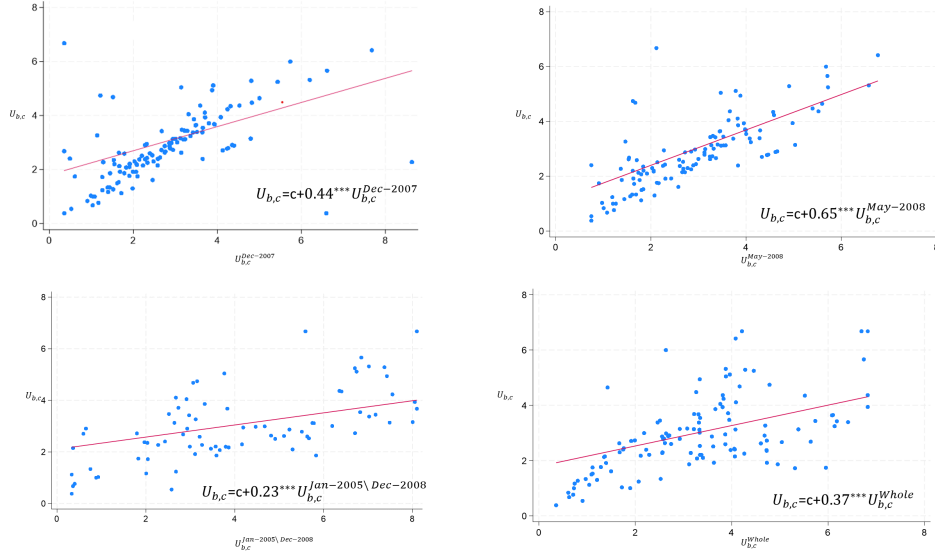 8
6
U_{b,c}
4
2
0
U_{b,c}=c+0.44***U_{b,c}^{Dec−2007}
0 2 4 6 8
U_{b,c}^{Dec−2007}
8
6
U_{b,c}
4
2
0
U_{b,c}=c+0.65***U_{b,c}^{May−2008}
0 2 4 6 8
U_{b,c}^{May−2008}
8
6
U_{b,c}
4
2
0
U_{b,c}=c+0.23***U_{b,c}^{Jan−2005\ Dec−2008}
0 2 4 6 8
U_{b,c}^{Jan−2005\ Dec−2008}
8
6
U_{b,c}
4
2
0
U_{b,c}=c+0.37***U_{b,c}^{Whole}
0 2 4 6 8
U_{b,c}^{Whole}